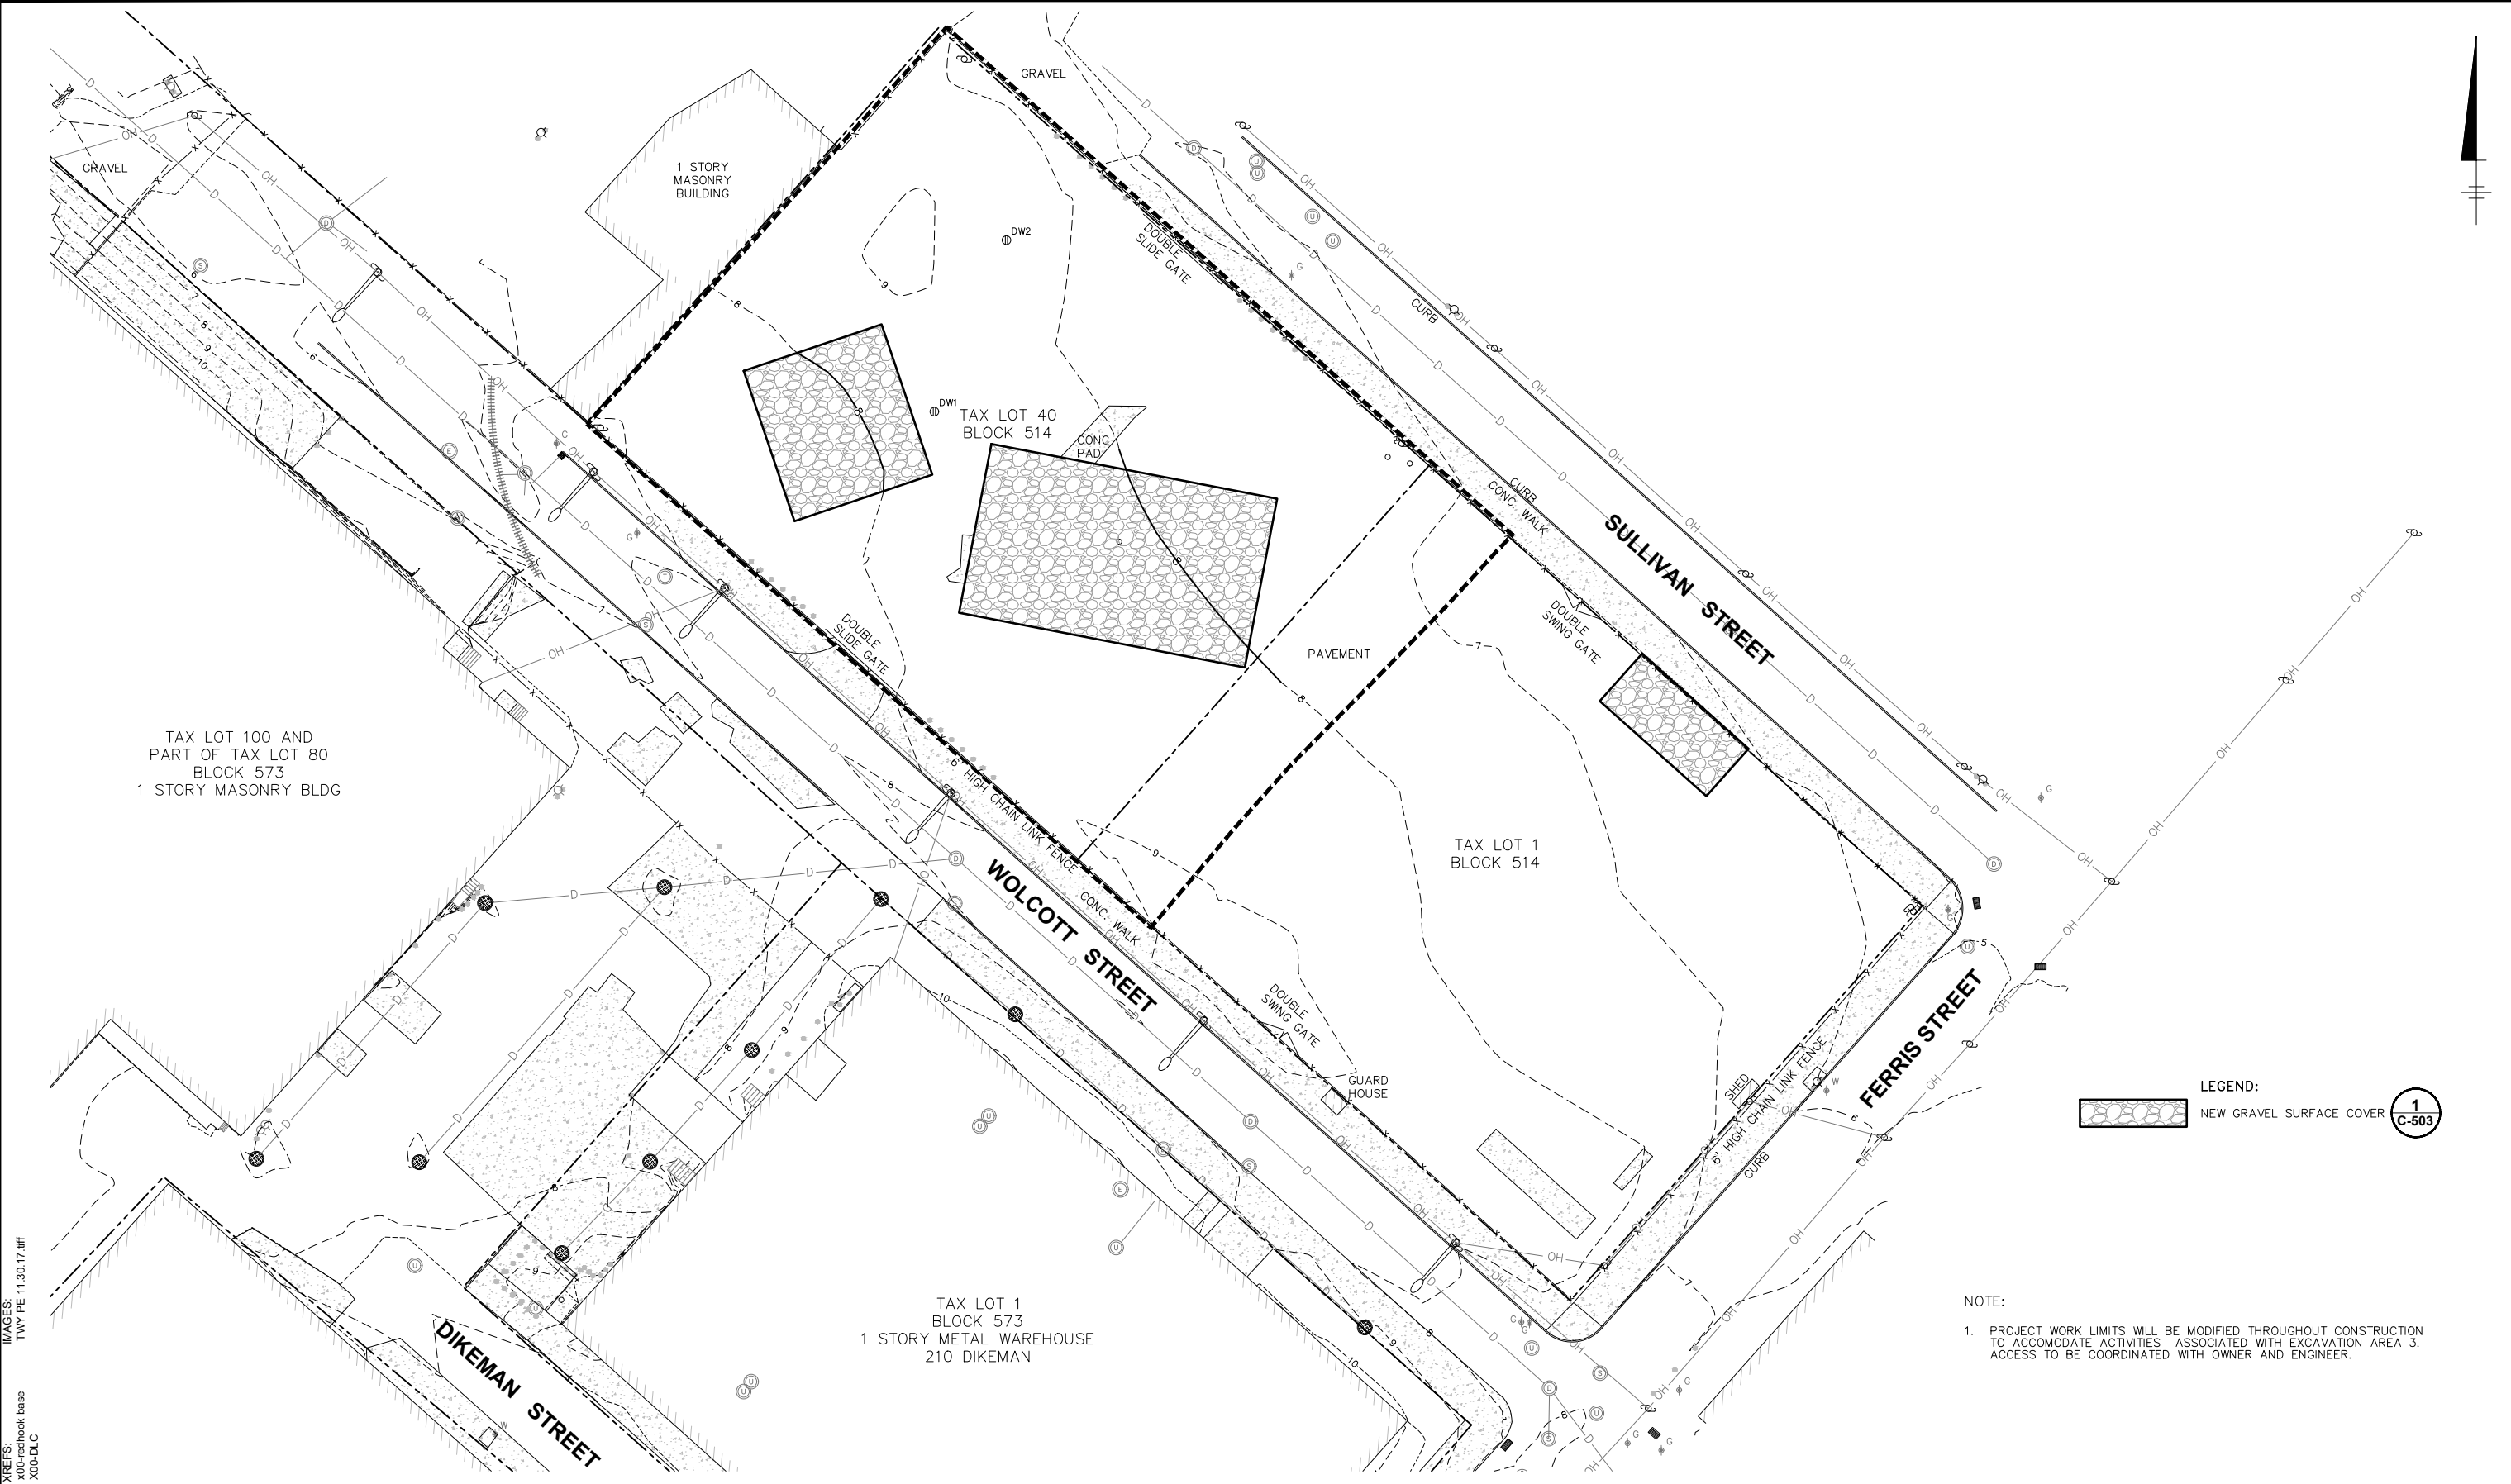 GRAVEL
GRAVEL
1 STORY
MASONRY
BUILDING
DW2
DOUBLE
SLIDE GATE
CURB
DW1
TAX LOT 40
BLOCK 514
CONC
PAD
CURB
CONC. WALK
SULLIVAN STREET
DOUBLE
SWING GATE
DOUBLE
SLIDE GATE
PAVEMENT
TAX LOT 100 AND
PART OF TAX LOT 80
BLOCK 573
1 STORY MASONRY BLDG
6' HIGH CHAIN LINK FENCE
CONC. WALK
WOLCOTT STREET
TAX LOT 1
BLOCK 514
DOUBLE
SWING GATE
GUARD
HOUSE
SHED
6' HIGH CHAIN LINK FENCE
CURB
FERRIS STREET
LEGEND:
NEW GRAVEL SURFACE COVER
1
C-503
TAX LOT 1
BLOCK 573
1 STORY METAL WAREHOUSE
210 DIKEMAN
DIKEMAN STREET
NOTE:
1. PROJECT WORK LIMITS WILL BE MODIFIED THROUGHOUT CONSTRUCTION
TO ACCOMODATE ACTIVITIES ASSOCIATED WITH EXCAVATION AREA 3.
ACCESS TO BE COORDINATED WITH OWNER AND ENGINEER.
XREFS:
x00-redhook base
X00-DLC
IMAGES:
TWY PE 11.30.17.tiff